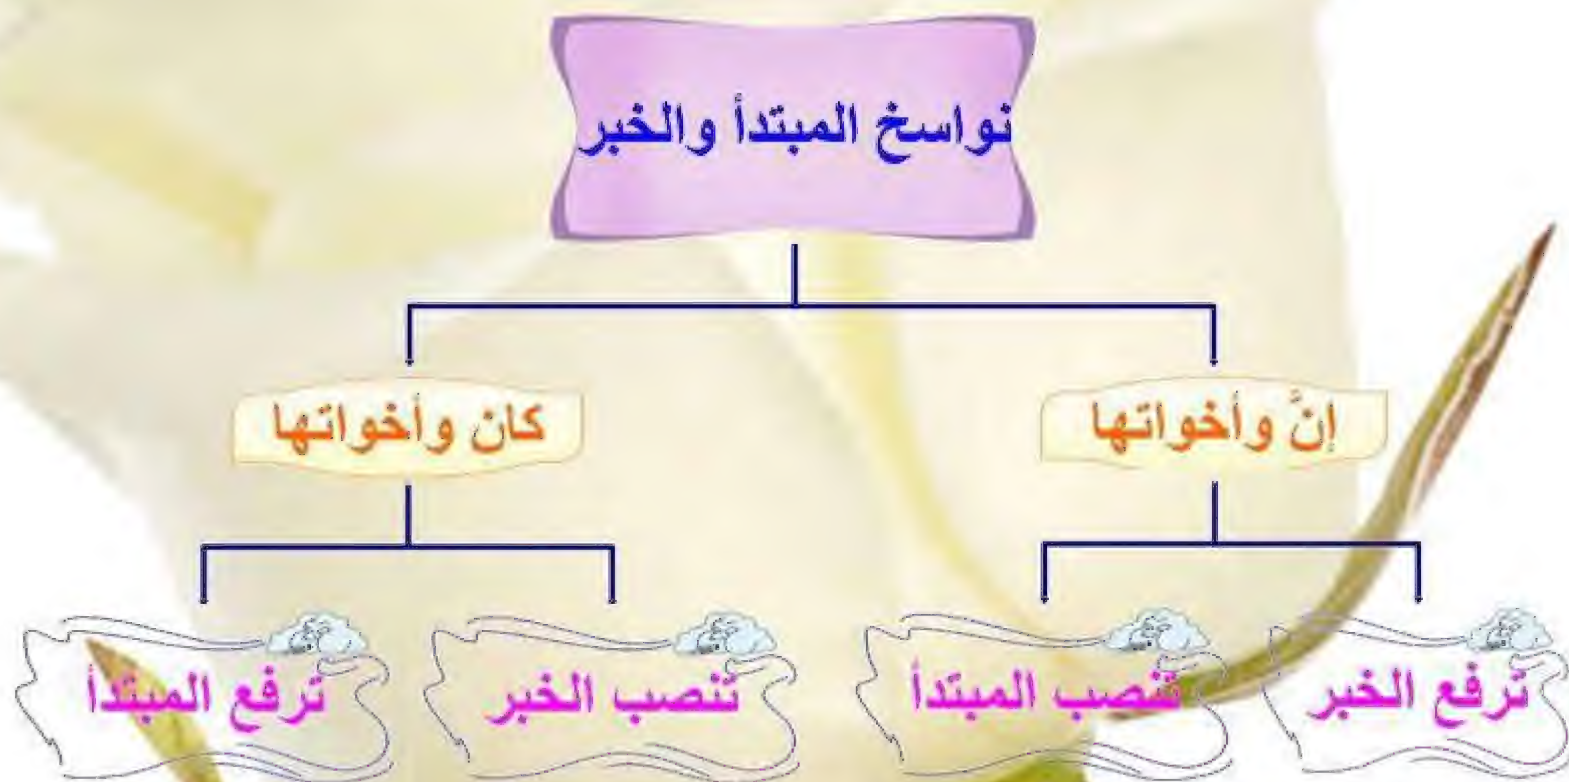 نواسخ المبتدأ والخبر
إنَّ وأخواتها
كان وأخواتها
ترفع الخبر
تنصب المبتدأ
تنصب الخبر
ترفع المبتدأ